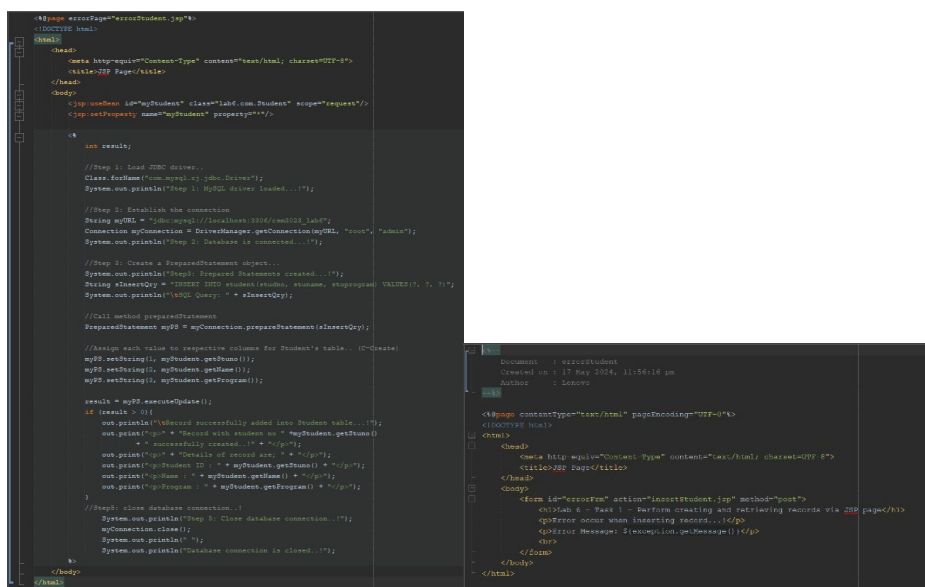 <%@page errorPage="errorStudent.jsp"%>
<!DOCTYPE html>
<html>
<head>
<meta http-equiv="Content-Type" content="text/html; charset=UTF-8">
<title>JSP Page</title>
</head>
<body>
<jsp:useBean id="myStudent" class="lab6.com.Student" scope="request"/>
<jsp:setProperty name="myStudent" property="*"/>
<%
int result;
//Step 1: Load JDBC driver..
Class.forName("com.mysql.cj.jdbc.Driver");
System.out.println("Step 1: MySQL driver loaded...!");
//Step 2: Establish the connection
String myURL = "jdbc:mysql://localhost:3306/csm3023_lab6";
Connection myConnection = DriverManager.getConnection(myURL, "root", "admin");
System.out.println("Step 2: Database is connected...!");
//Step 3: Create a PreparedStatement object...
System.out.println("Step3: Prepared Statements created...!");
String sInsertQry = "INSERT INTO student(studno, stuname, stuprogram) VALUES(?, ?, ?)";
System.out.println("\tSQL Query: " + sInsertQry);
//Call method preparedStatement
PreparedStatement myPS = myConnection.prepareStatement(sInsertQry);
//Assign each value to respective columns for Student's table.. (C-Create)
myPS.setString(1, myStudent.getStuno());
myPS.setString(2, myStudent.getName());
myPS.setString(3, myStudent.getProgram());
result = myPS.executeUpdate();
if (result > 0){
out.println("\tRecord successfully added into Student table...!");
out.print("<p>" + "Record with student no " +myStudent.getStuno()
+ " successfully created..!" + "</p>");
out.print("<p>" + "Details of record are; " + "</p>");
out.print("<p>Student ID : " + myStudent.getStuno() + "</p>");
out.print("<p>Name : " + myStudent.getName() + "</p>");
out.print("<p>Program : " + myStudent.getProgram() + "</p>");
}
//Step5: close database connection..!
System.out.println("Step 5: Close database connection..!");
myConnection.close();
System.out.println(" ");
System.out.println("Database connection is closed..!");
%>
</body>
</html>
<%--
Document : errorStudent
Created on : 17 May 2024, 11:56:16 pm
Author : Lenovo
--%>
<%@page contentType="text/html" pageEncoding="UTF-8"%>
<!DOCTYPE html>
<html>
<head>
<meta http-equiv="Content-Type" content="text/html; charset=UTF-8">
<title>JSP Page</title>
</head>
<body>
<form id="errorFrm" action="insertStudent.jsp" method="post">
<h1>Lab 6 - Task 1 - Perform creating and retrieving records via JSP page</h1>
<p>Error occur when inserting record...!</p>
<p>Error Message: ${exception.getMessage()}</p>
<br>
</form>
</body>
</html>